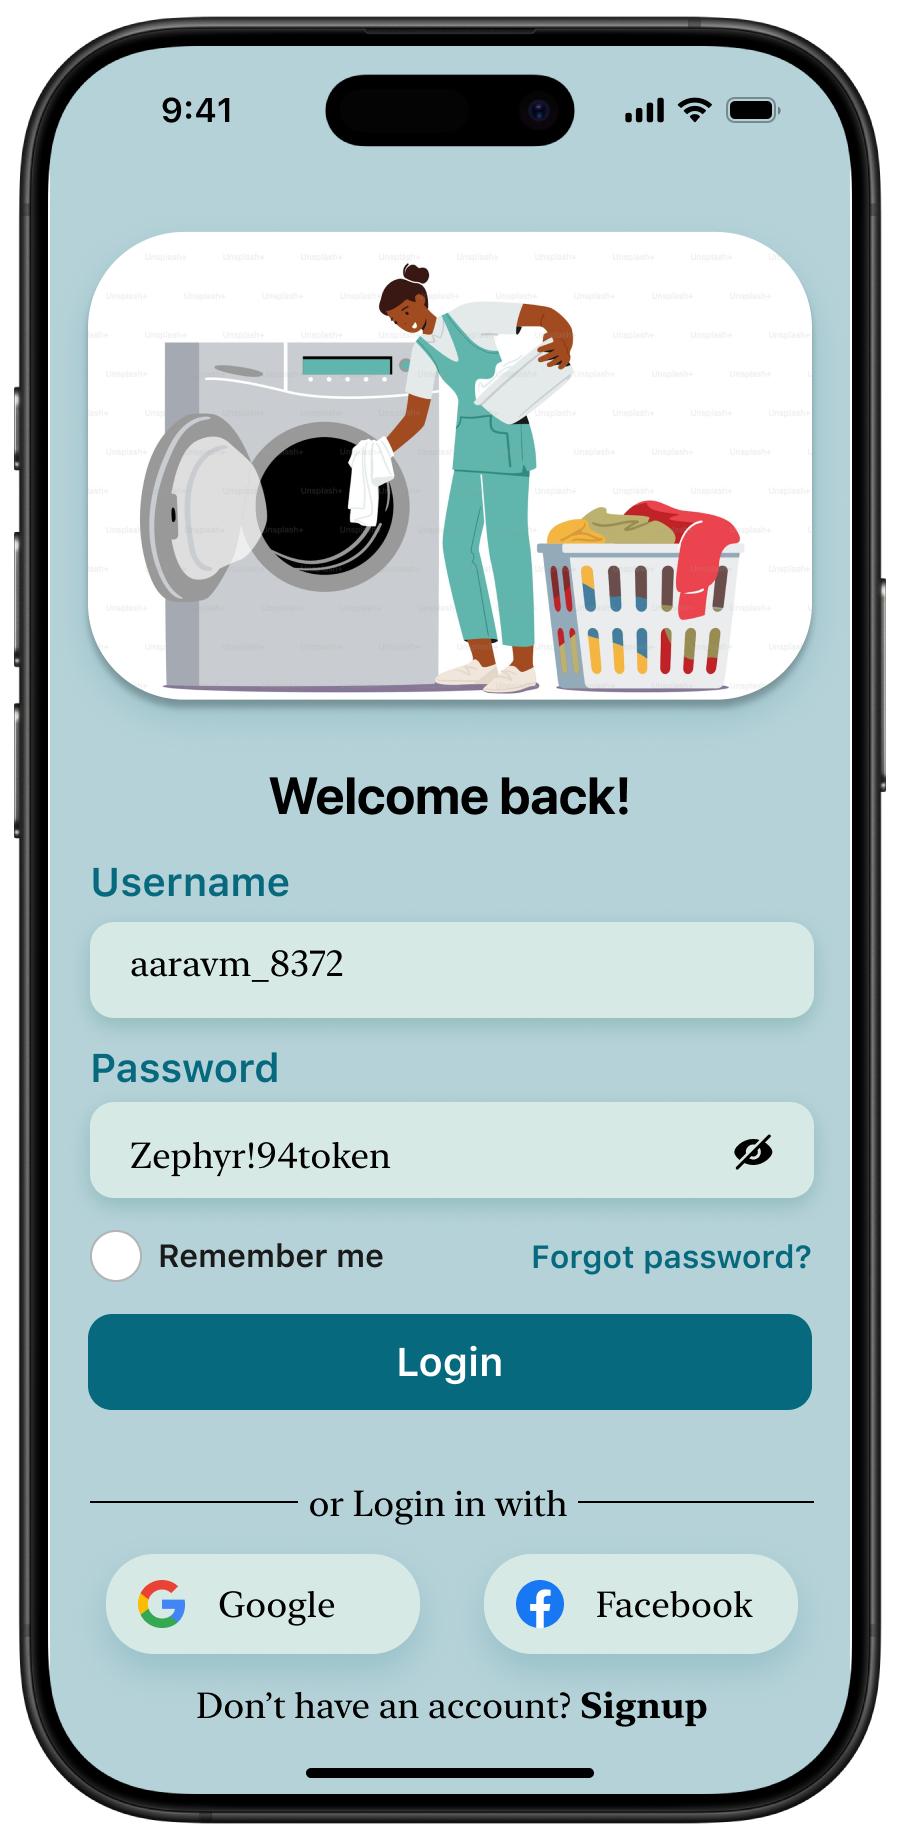 9:41
Unsplash+
Welcome back!
Username
aaravm_8372
Password
Zephyr!94token
Remember me
Forgot password?
Login
or Login in with
Google
Facebook
Don’t have an account? Signup